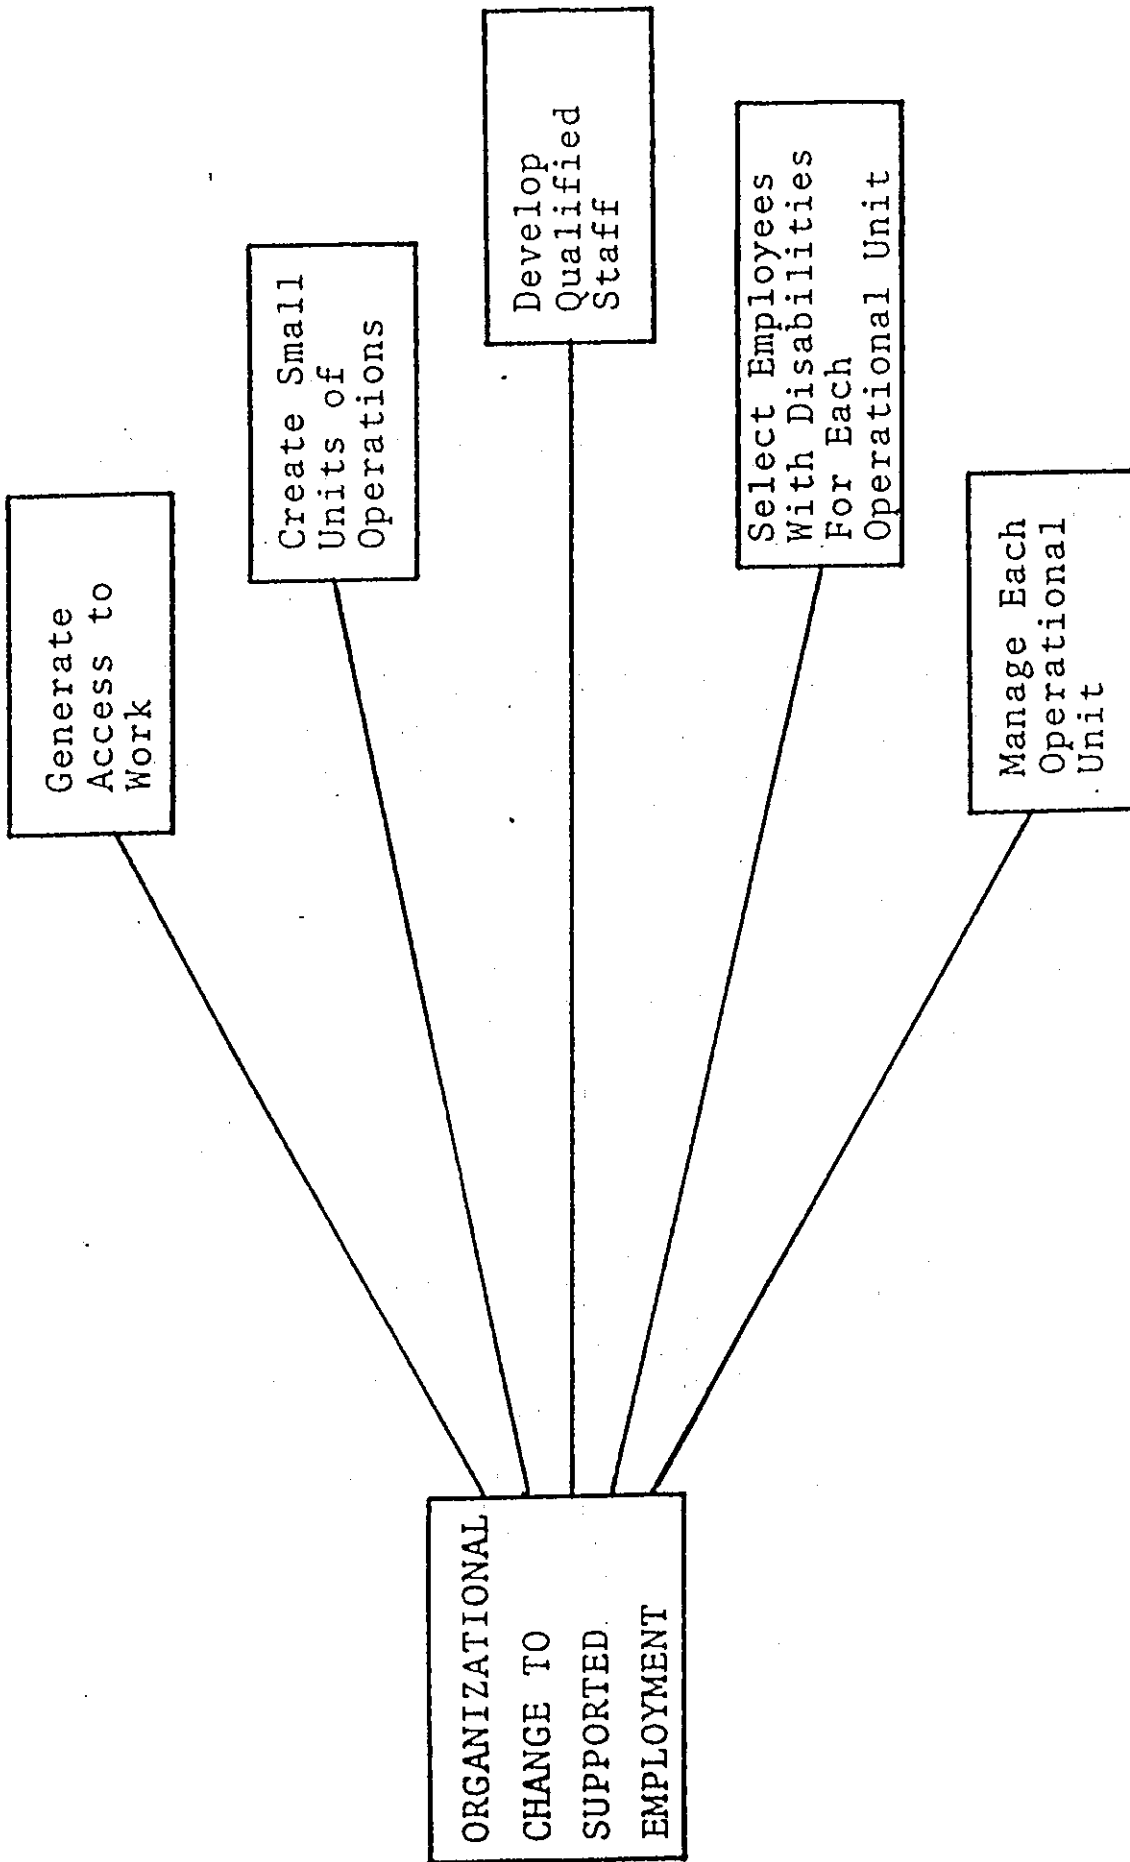 ORGANIZATIONAL
CHANGE TO
SUPPORTED
EMPLOYMENT
Generate
Access to
Work
Create Small
Units of
Operations
Develop
Qualified
Staff
Select Employees
With Disabilities
For Each
Operational Unit
Manage Each
Operational
Unit